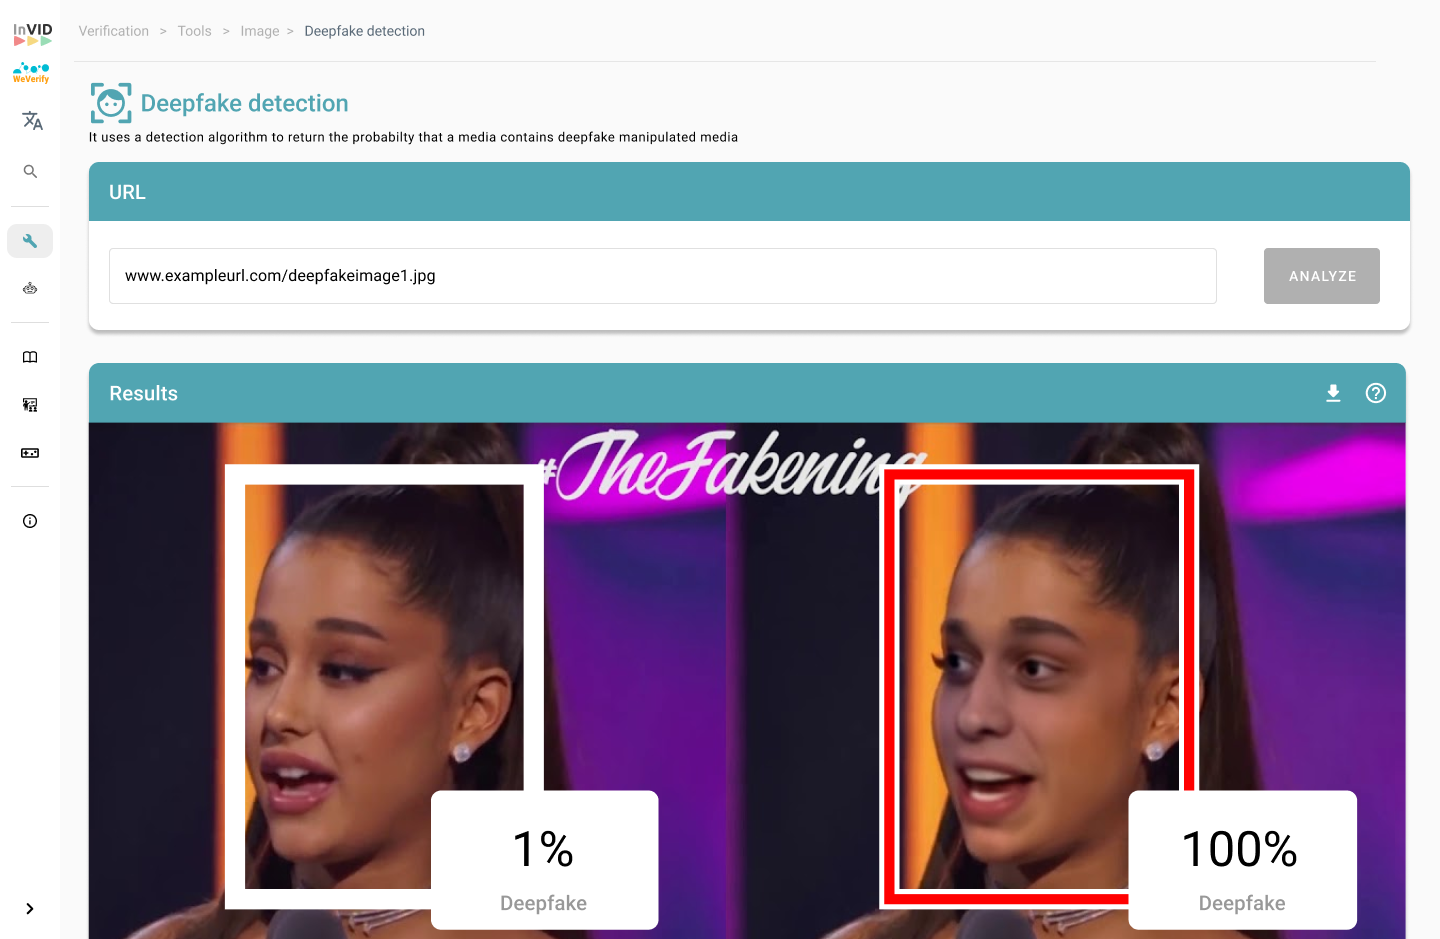 InVID
WeVerify
Verification > Tools > Image > Deepfake detection
Deepfake detection
It uses a detection algorithm to return the probabilty that a media contains deepfake manipulated media
URL
www.exampleurl.com/deepfakeimage1.jpg
ANALYZE
Results
#TheFakening
1%
Deepfake
100%
Deepfake